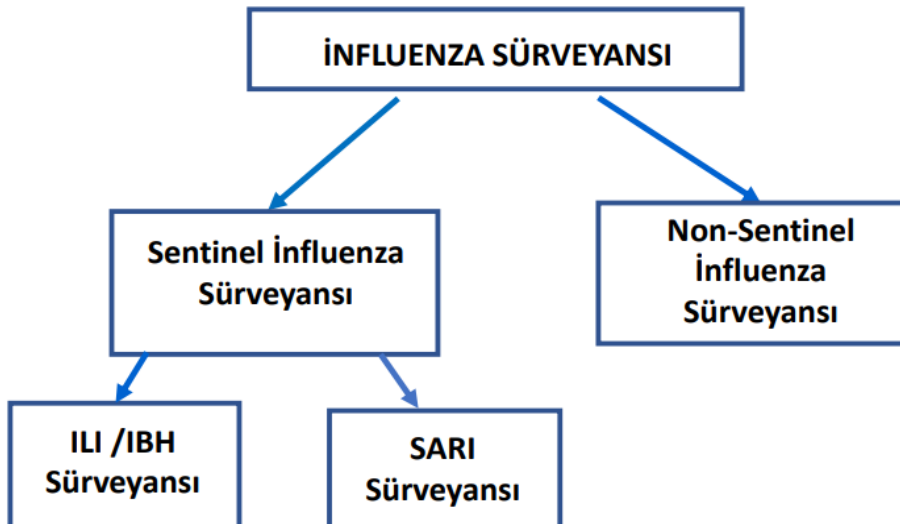 İNFLUENZA SÜRVEYANSI
Sentinel İnfluenza
Sürveyansı
Non-Sentinel
İnfluenza
Sürveyansı
ILI /IBH
Sürveyansı
SARI
Sürveyansı